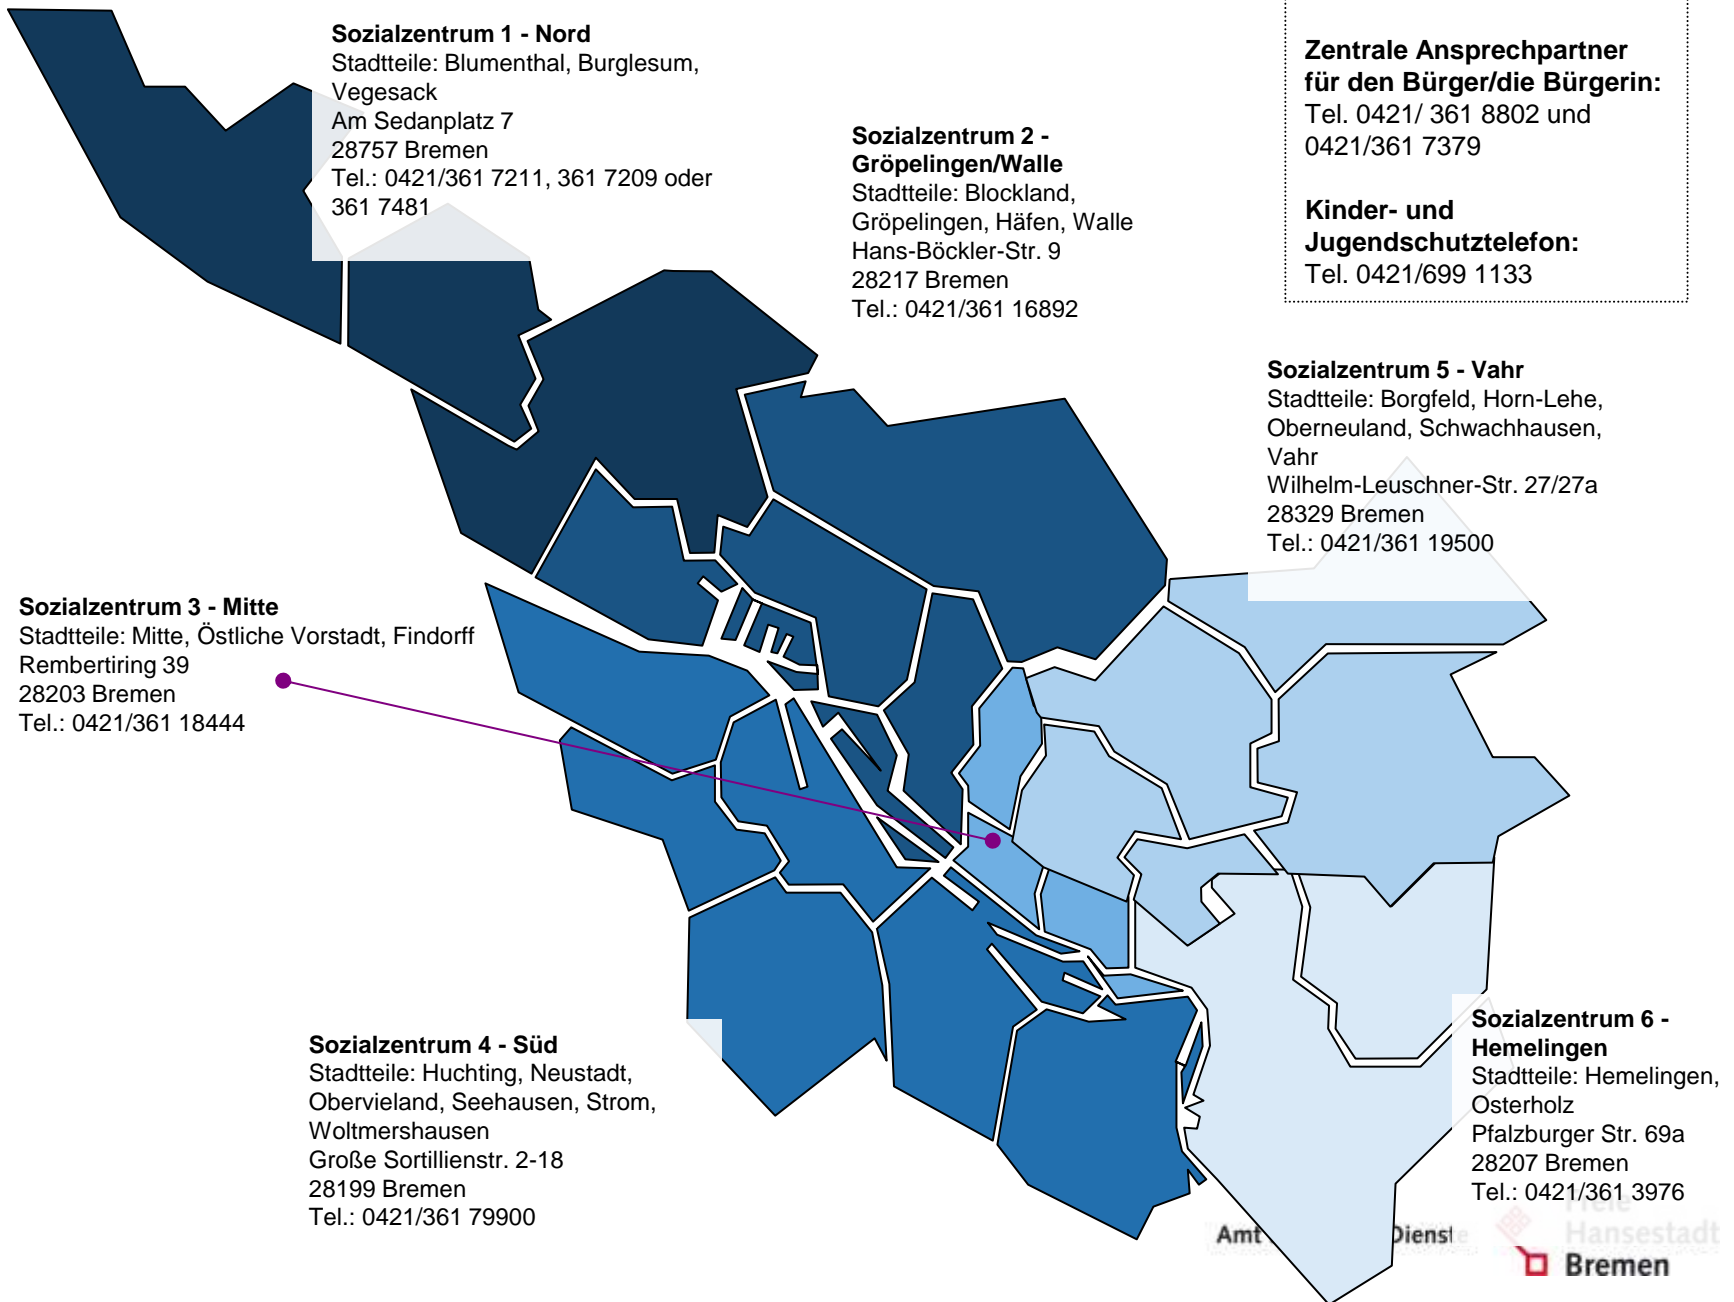 Sozialzentrum 1 - Nord
Stadtteile: Blumenthal, Burglesum,
Vegesack
Am Sedanplatz 7
28757 Bremen
Tel.: 0421/361 7211, 361 7209 oder
361 7481
Sozialzentrum 2 -
Gröpelingen/Walle
Stadtteile: Blockland,
Gröpelingen, Häfen, Walle
Hans-Böckler-Str. 9
28217 Bremen
Tel.: 0421/361 16892
Zentrale Ansprechpartner
für den Bürger/die Bürgerin:
Tel. 0421/ 361 8802 und
0421/361 7379
Kinder- und
Jugendschutztelefon:
Tel. 0421/699 1133
Sozialzentrum 5 - Vahr
Stadtteile: Borgfeld, Horn-Lehe,
Oberneuland, Schwachhausen,
Vahr
Wilhelm-Leuschner-Str. 27/27a
28329 Bremen
Tel.: 0421/361 19500
Sozialzentrum 3 - Mitte
Stadtteile: Mitte, Östliche Vorstadt, Findorff
Rembertiring 39
28203 Bremen
Tel.: 0421/361 18444
Sozialzentrum 4 - Süd
Stadtteile: Huchting, Neustadt,
Obervieland, Seehausen, Strom,
Woltmershausen
Große Sortillienstr. 2-18
28199 Bremen
Tel.: 0421/361 79900
Sozialzentrum 6 -
Hemelingen
Stadtteile: Hemelingen,
Osterholz
Pfalzburger Str. 69a
28207 Bremen
Tel.: 0421/361 3976
Amt Dienste
Freie
Hansestadt
Bremen